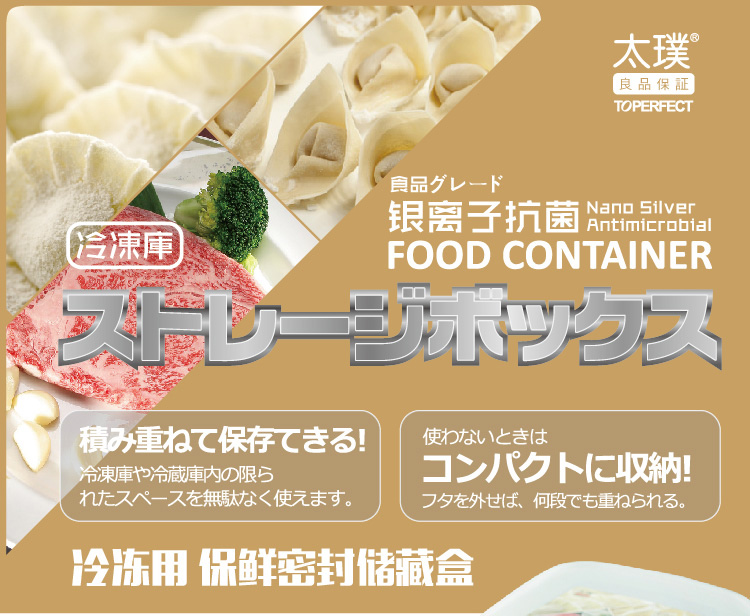 太璞®
良品保証
TOPERFECT
食品グレード
银离子抗菌 Nano Silver Antimicrobial
FOOD CONTAINER
冷凍庫
ストレージボックス
積み重ねて保存てきる!
冷凍庫や冷蔵庫内の限ら
れたスペースを無駄なく使えます。
使わないときは
コンパクトに収納!
フタを外せば、何段でも重ねられる。
冷冻用 保鲜密封储藏盒